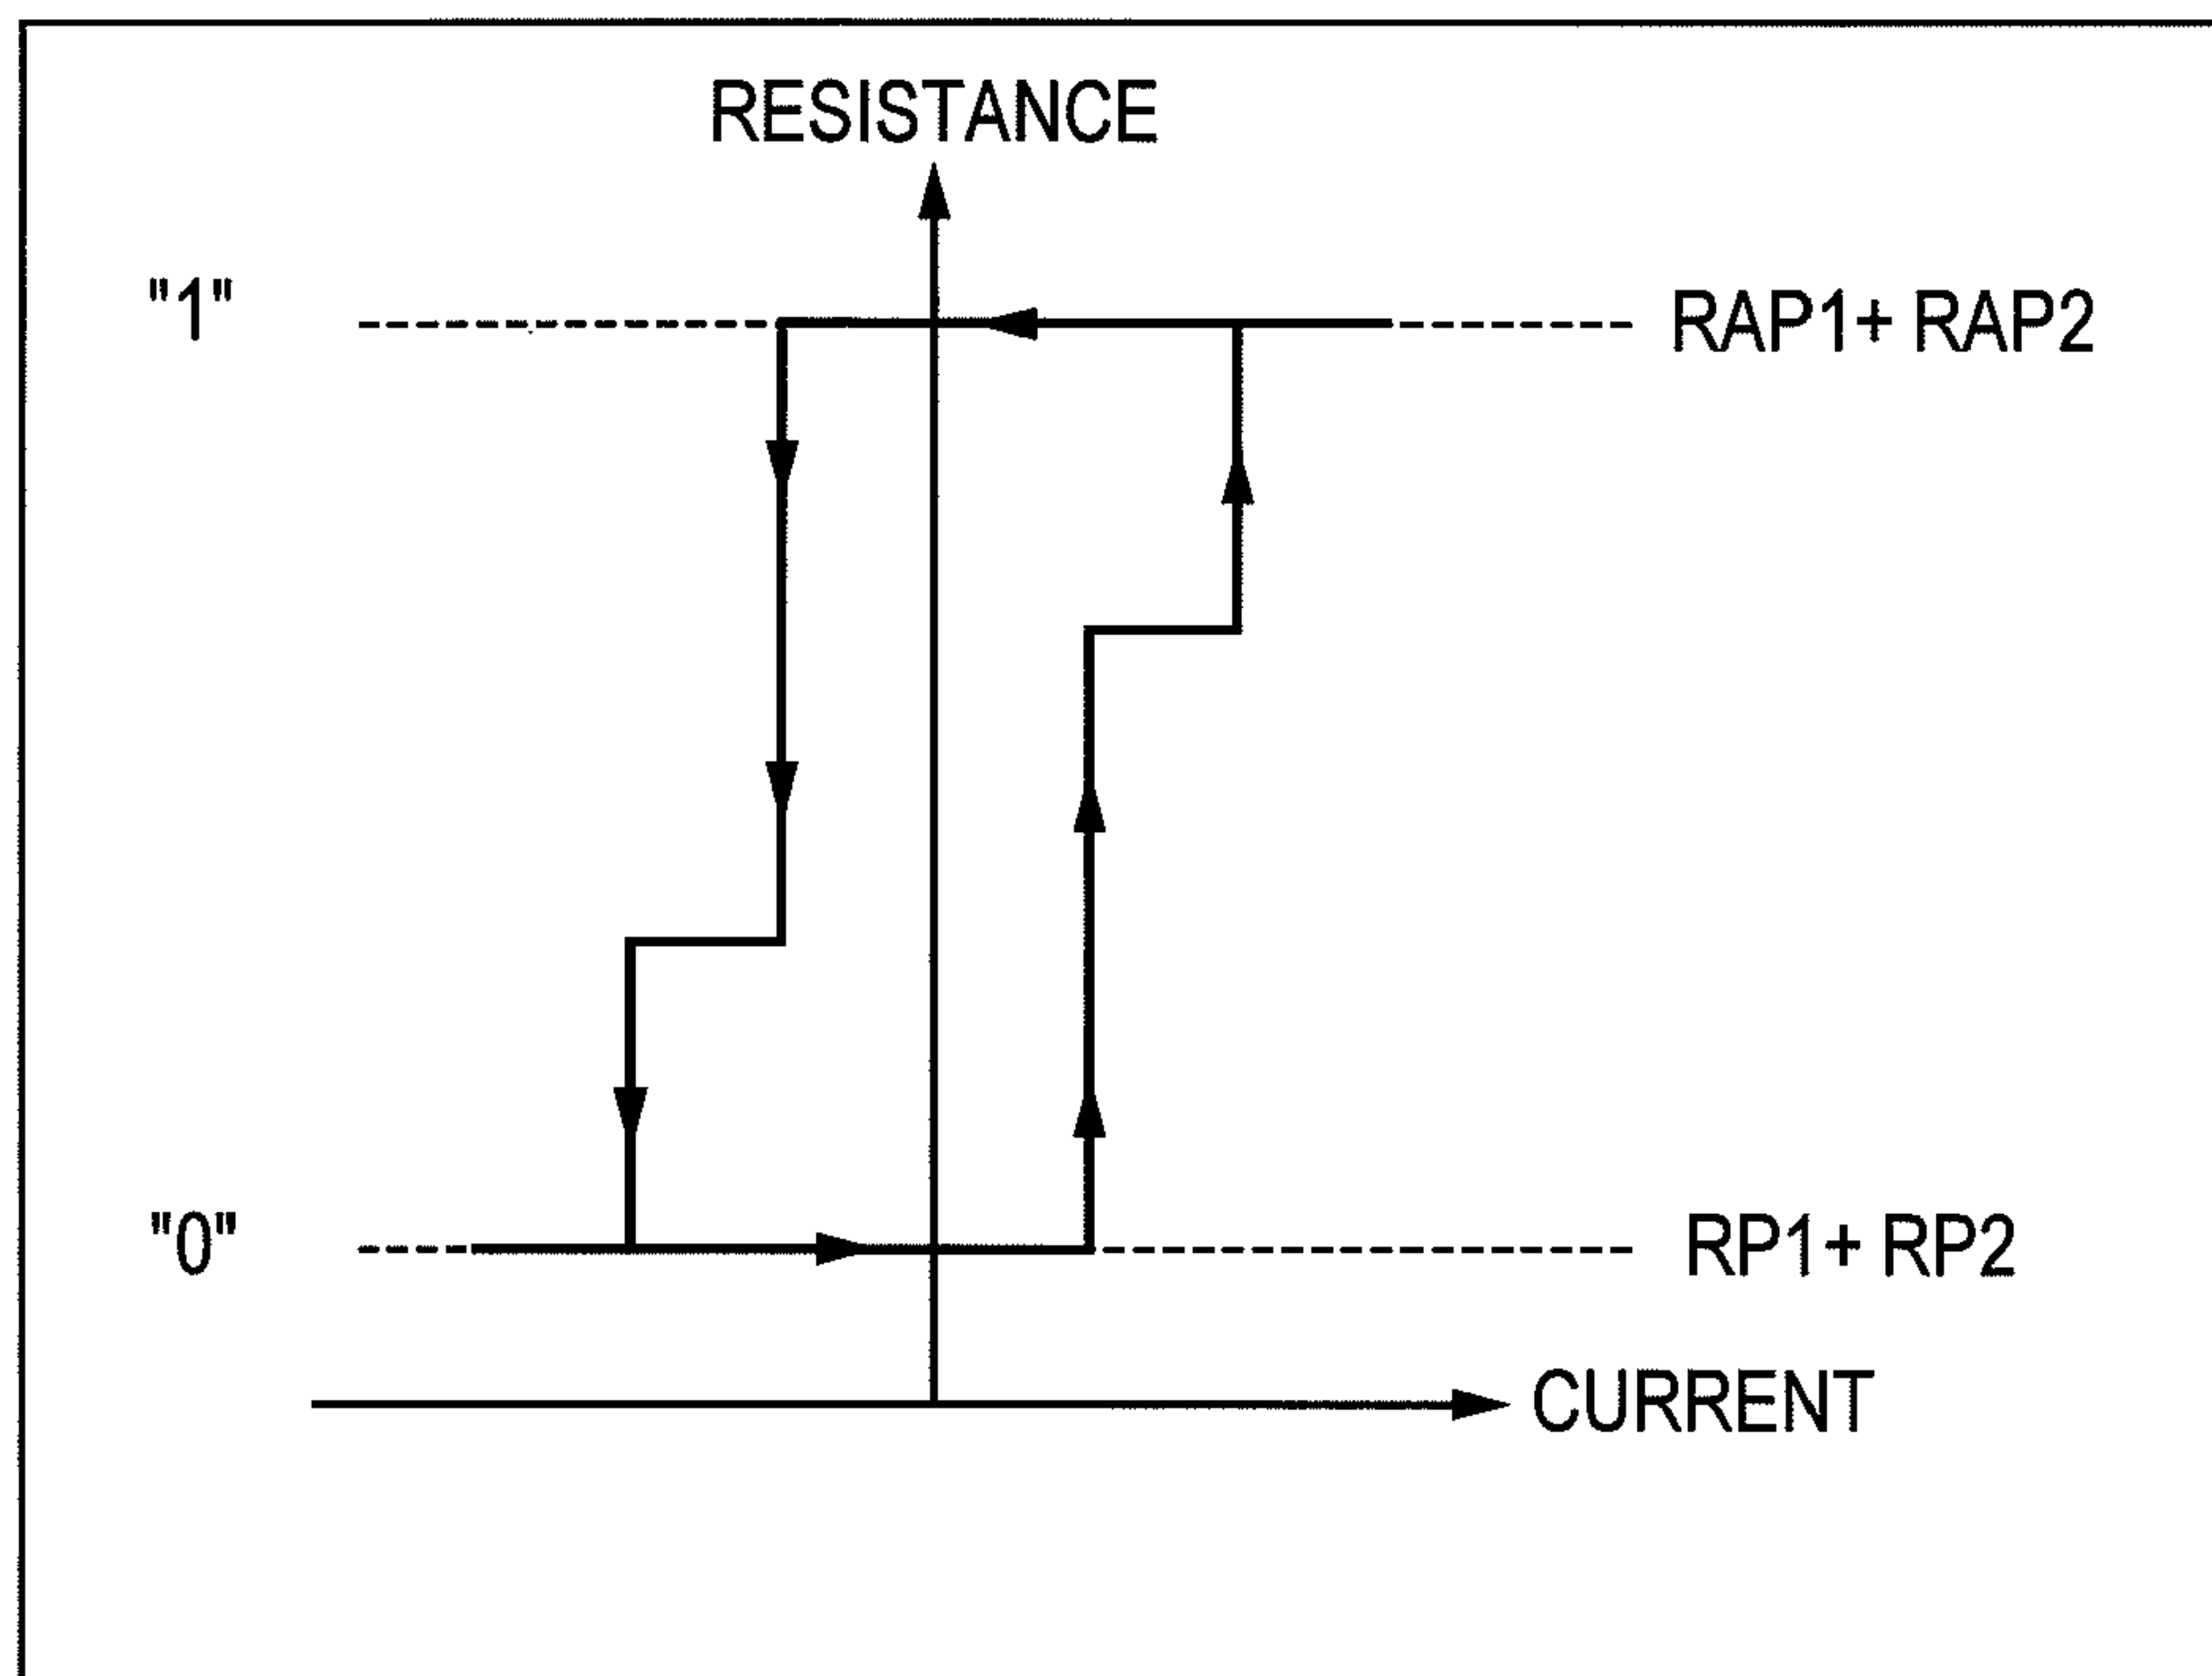 RESISTANCE
"1"
RAP1+ RAP2
"0"
RP1+ RP2
CURRENT